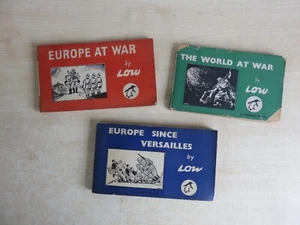 EUROPE AT WAR
by
LOW
THE WORLD AT WAR
by
LOW
EUROPE SINCE
VERSAILLES
by
LOW